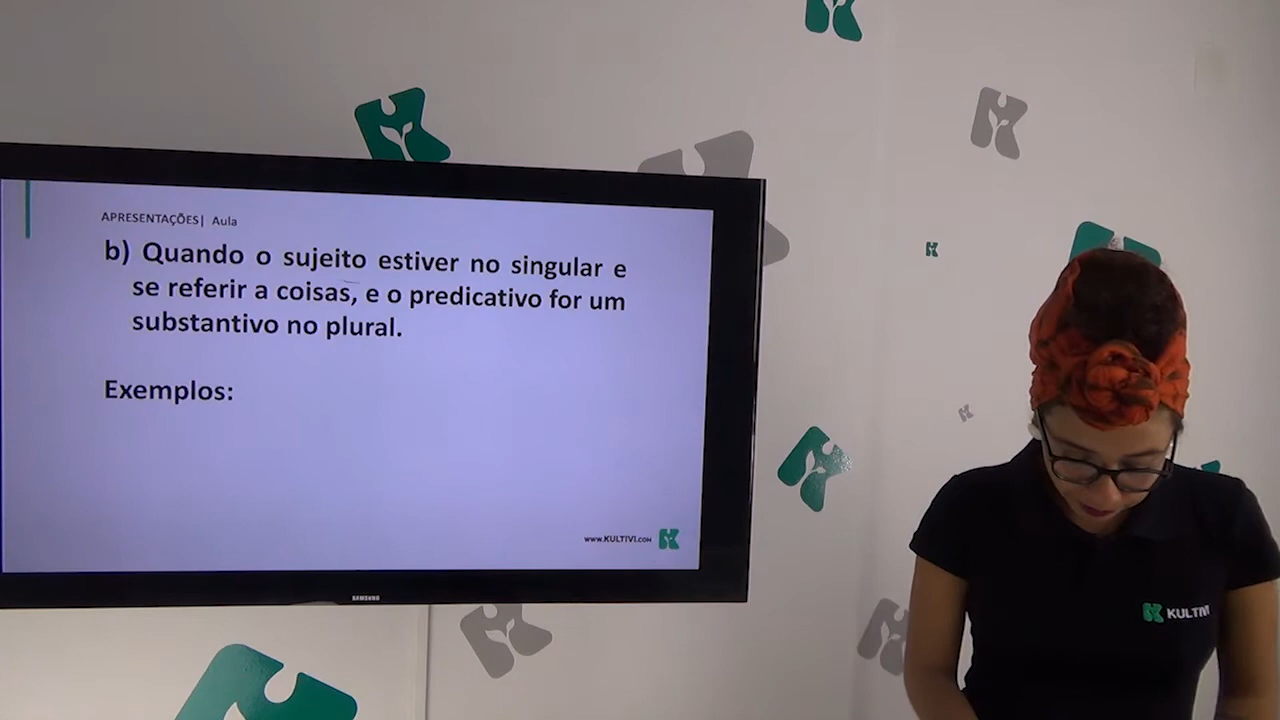 APRESENTAÇÕES| Aula
b) Quando o sujeito estiver no singular e
se referir a coisas, e o predicativo for um
substantivo no plural.
Exemplos:
www.KULTIVI.COM
SAMSUNG
KULTIVI